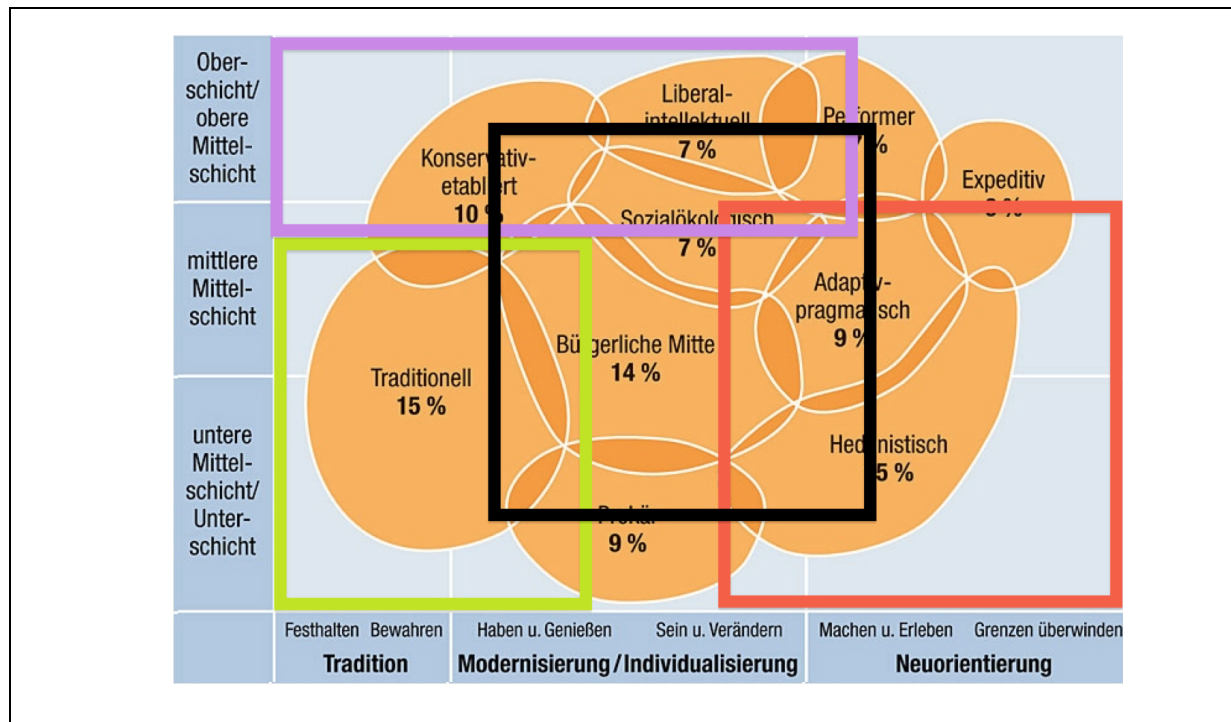 Ober-
schicht/
obere
Mittel-
schicht
mittlere
Mittel-
schicht
untere
Mittel-
schicht/
Unter-
schicht
Liberal-
intellektuell
7 %
Performer
Konservativ-
etabliert
10 %
Expeditiv
Sozialökologisch
7 %
Adaptiv-
pragmatisch
9 %
Bürgerliche Mitte
14 %
Traditionell
15 %
Hedonistisch
5 %
Prekär
9 %
Festhalten Bewahren
Haben u. Genießen Sein u. Verändern
Machen u. Erleben Grenzen überwinden
Tradition
Modernisierung / Individualisierung
Neuorientierung